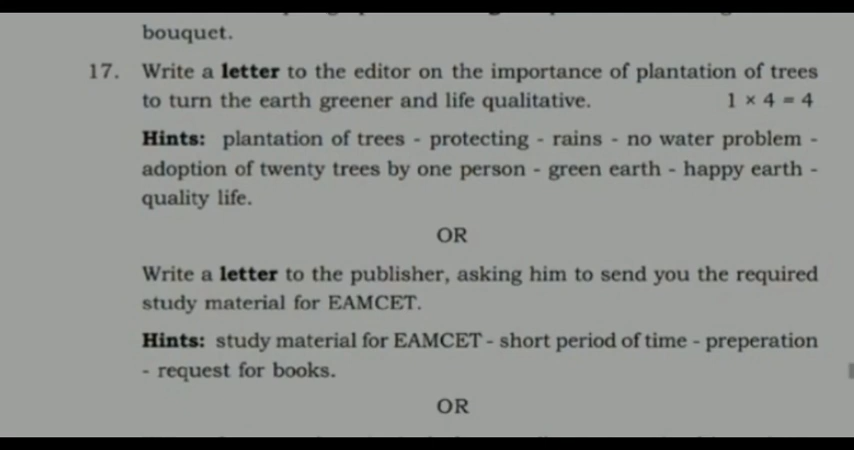 bouquet.
17. Write a letter to the editor on the importance of plantation of trees
to turn the earth greener and life qualitative. 1 × 4 = 4
Hints: plantation of trees - protecting - rains - no water problem -
adoption of twenty trees by one person - green earth - happy earth -
quality life.
OR
Write a letter to the publisher, asking him to send you the required
study material for EAMCET.
Hints: study material for EAMCET - short period of time - preperation
- request for books.
OR